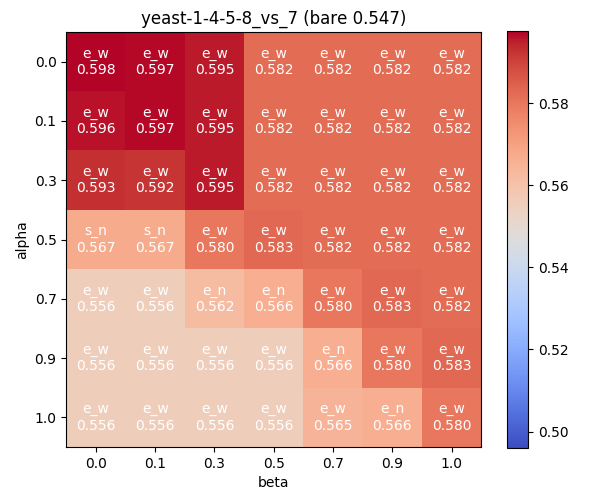 yeast-1-4-5-8_vs_7 (bare 0.547)
0.0 e_w e_w e_w e_w e_w e_w e_w
0.598 0.597 0.595 0.582 0.582 0.582 0.582
0.1 e_w e_w e_w e_w e_w e_w e_w
0.596 0.597 0.595 0.582 0.582 0.582 0.582
0.3 e_w e_w e_w e_w e_w e_w e_w
0.593 0.592 0.595 0.582 0.582 0.582 0.582
0.5 s_n s_n e_w e_w e_w e_w e_w
0.567 0.567 0.580 0.583 0.582 0.582 0.582
0.7 e_w e_w e_n e_n e_w e_w e_w
0.556 0.556 0.562 0.566 0.580 0.583 0.582
0.9 e_w e_w e_w e_w e_n e_w e_w
0.556 0.556 0.556 0.556 0.566 0.580 0.583
1.0 e_w e_w e_w e_w e_w e_n e_w
0.556 0.556 0.556 0.556 0.565 0.566 0.580
0.0 0.1 0.3 0.5 0.7 0.9 1.0
beta
alpha
0.58
0.56
0.54
0.52
0.50